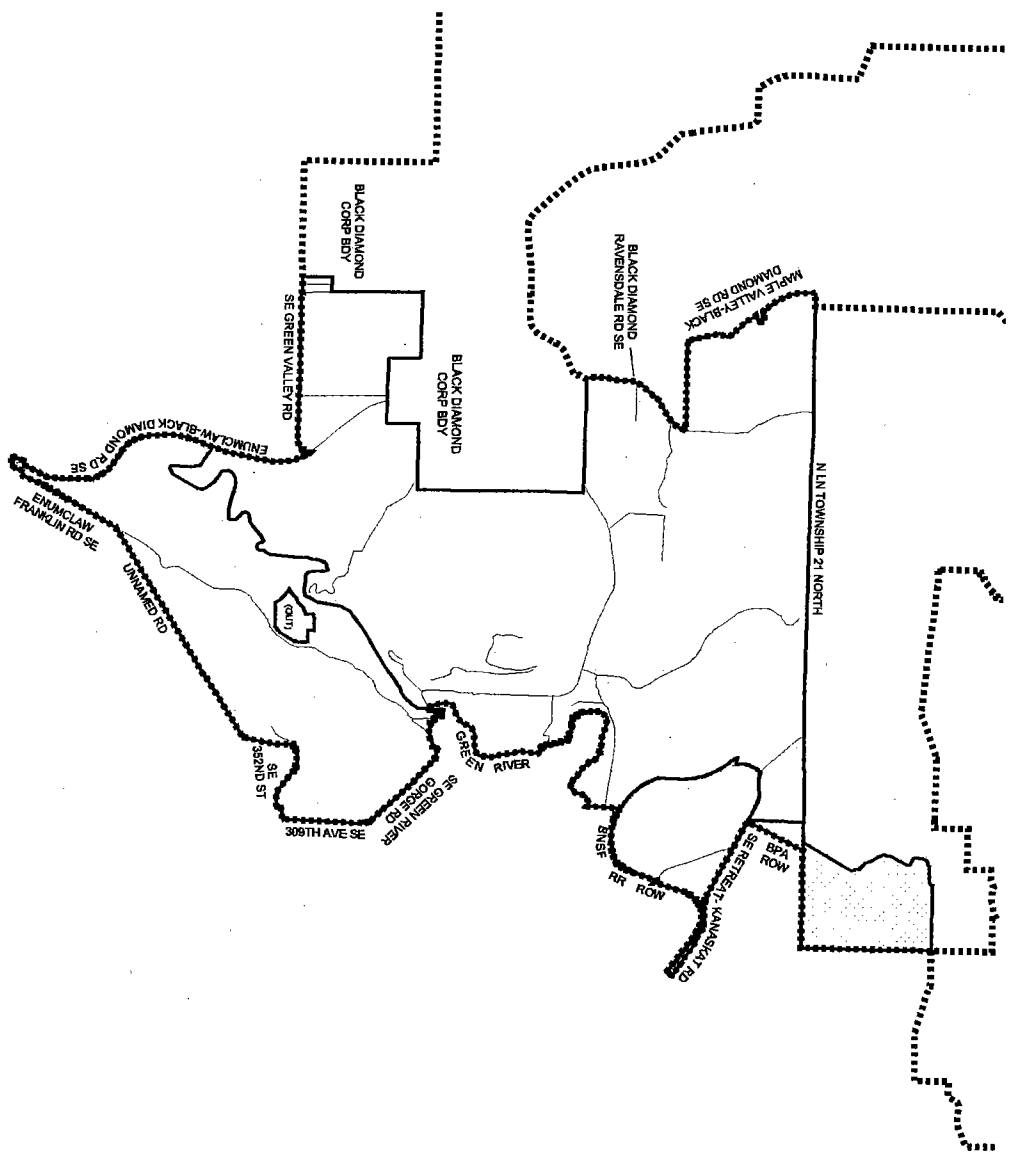 BLACK DIAMOND
CORP BDY
SE GREEN VALLEY RD
BLACK DIAMOND
CORP BDY
BLACK DIAMOND
RAVENSDALE RD SE
MAPLE VALLEY-BLACK
DIAMOND RD SE
N LN TOWNSHIP 21 NORTH
ENUMCLAW-BLACK DIAMOND RD SE
ENUMCLAW
FRANKLIN RD SE
UNNAMED RD
(OUT)
SE
352ND ST
309TH AVE SE
SE GREEN RIVER
GORGE RD
GREEN RIVER
BNSF RR ROW
SE RETREAT- KANASKAT RD
BPA
ROW